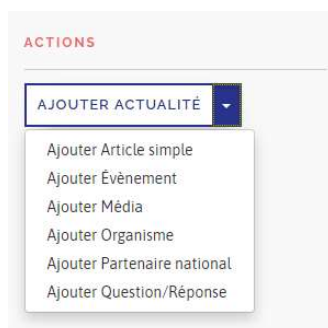 ACTIONS
AJOUTER ACTUALITÉ
Ajouter Article simple
Ajouter Évènement
Ajouter Média
Ajouter Organisme
Ajouter Partenaire national
Ajouter Question/Réponse